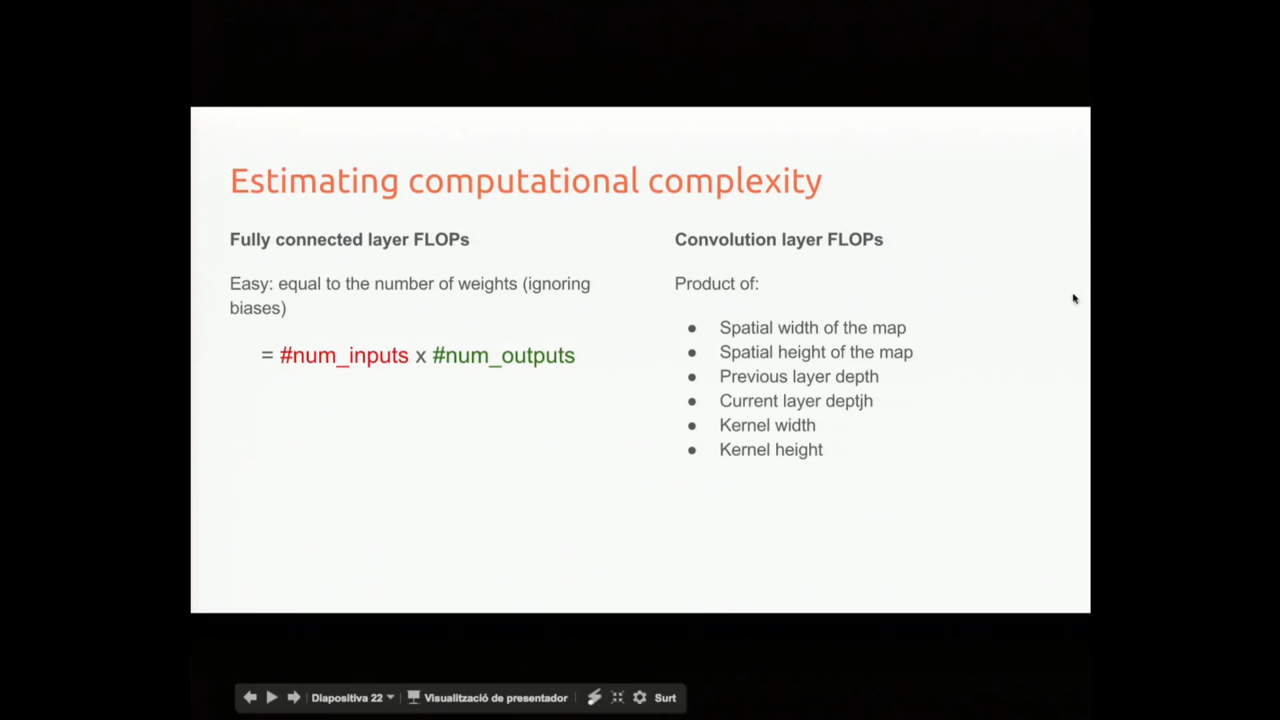 Estimating computational complexity
Fully connected layer FLOPs
Easy: equal to the number of weights (ignoring
biases)
= #num_inputs x #num_outputs
Convolution layer FLOPs
Product of:
● Spatial width of the map
● Spatial height of the map
● Previous layer depth
● Current layer deptjh
● Kernel width
● Kernel height
Diapositiva 22 Visualització de presentador Surt